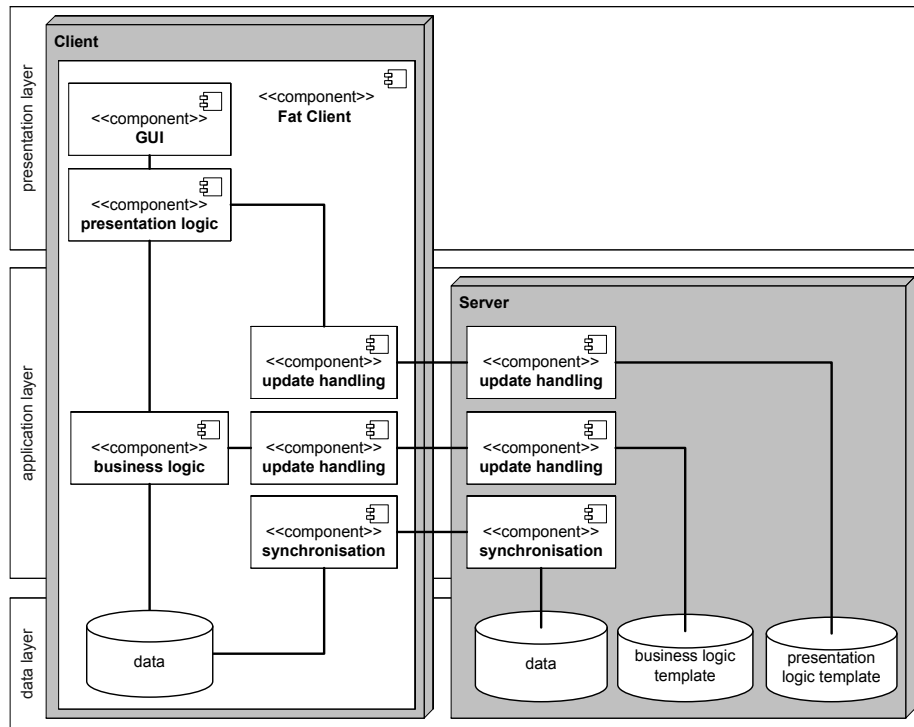 presentation layer
Client
<<component>>
Fat Client
<<component>>
GUI
<<component>>
presentation logic
application layer
Server
<<component>>
update handling
<<component>>
update handling
<<component>>
business logic
<<component>>
update handling
<<component>>
update handling
<<component>>
synchronisation
<<component>>
synchronisation
data layer
data
data
business logic
template
presentation
logic template